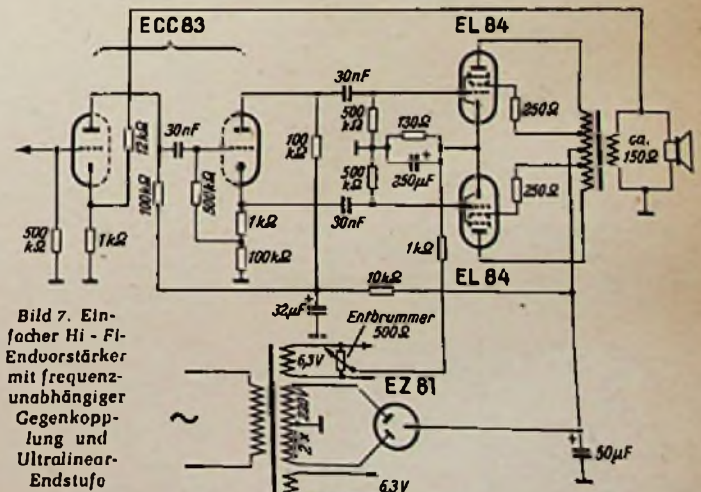 ECC83
EL 84
30nF
12kΩ
30nF
100kΩ
500kΩ
500
kΩ
1kΩ
1kΩ
100kΩ
100
kΩ
500
kΩ
130Ω
250µF
500
kΩ
30nF
250Ω
250Ω
ca.
150Ω
1kΩ
EL 84
10kΩ
32µF
+
Entbrummer
500Ω
6,3V
EZ 81
2 x 220V
~
6,3V
+
50µF
Bild 7. Ein-
facher Hi - Fi-
Endvorstärker
mit frequenz-
unabhängiger
Gegenkopp-
lung und
Ultralinear-
Endstufe